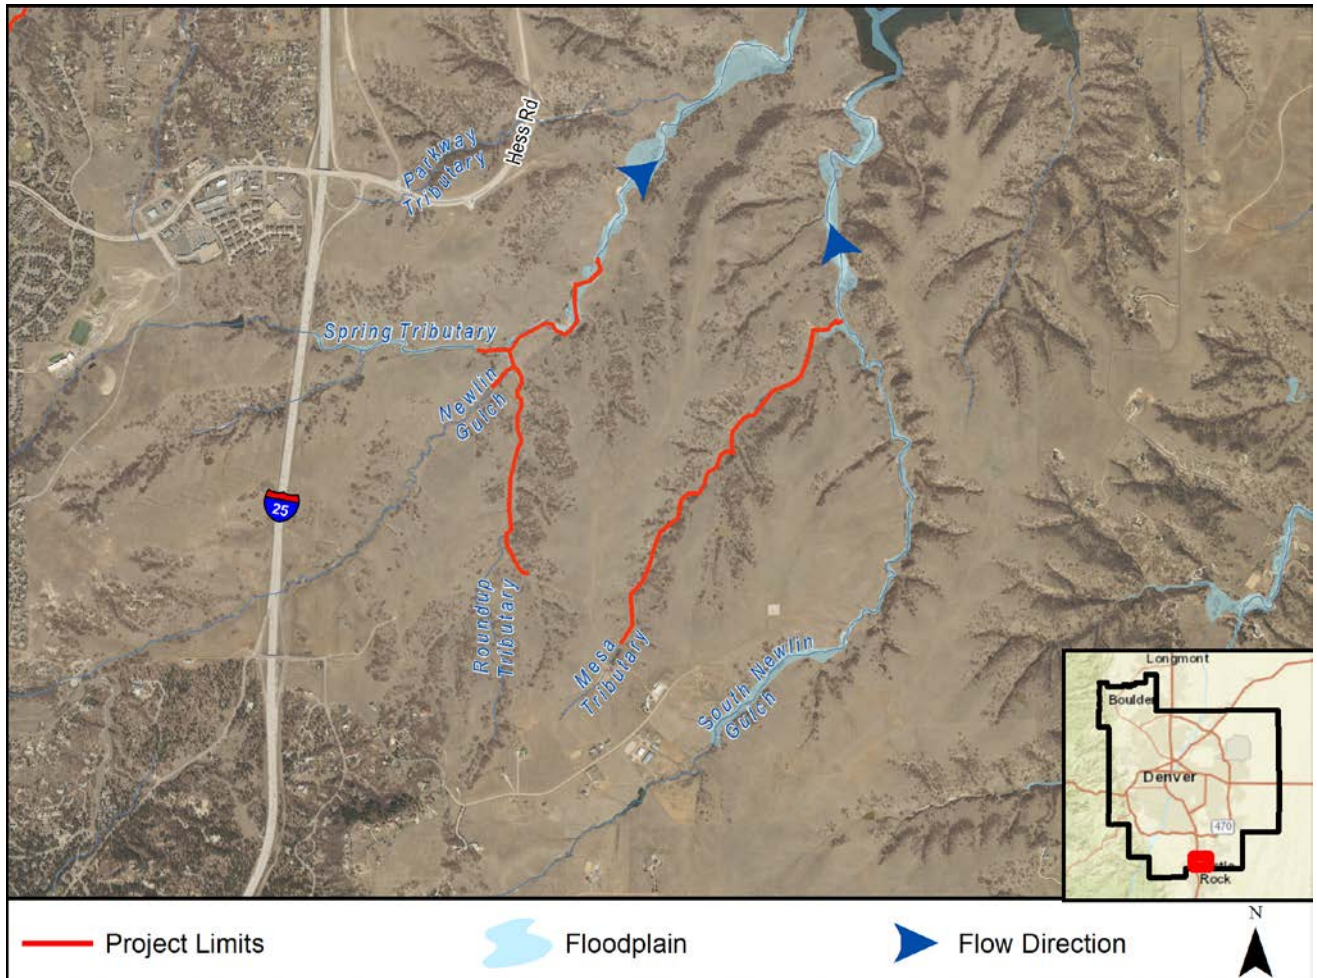 Hess Rd
Parkway
Tributary
Spring Tributary
Newlin
Gulch
25
Roundup
Tributary
Mesa
Tributary
South Newlin
Gulch
Longmont
Boulder
Denver
470
Rock
Project Limits
Floodplain
Flow Direction
N